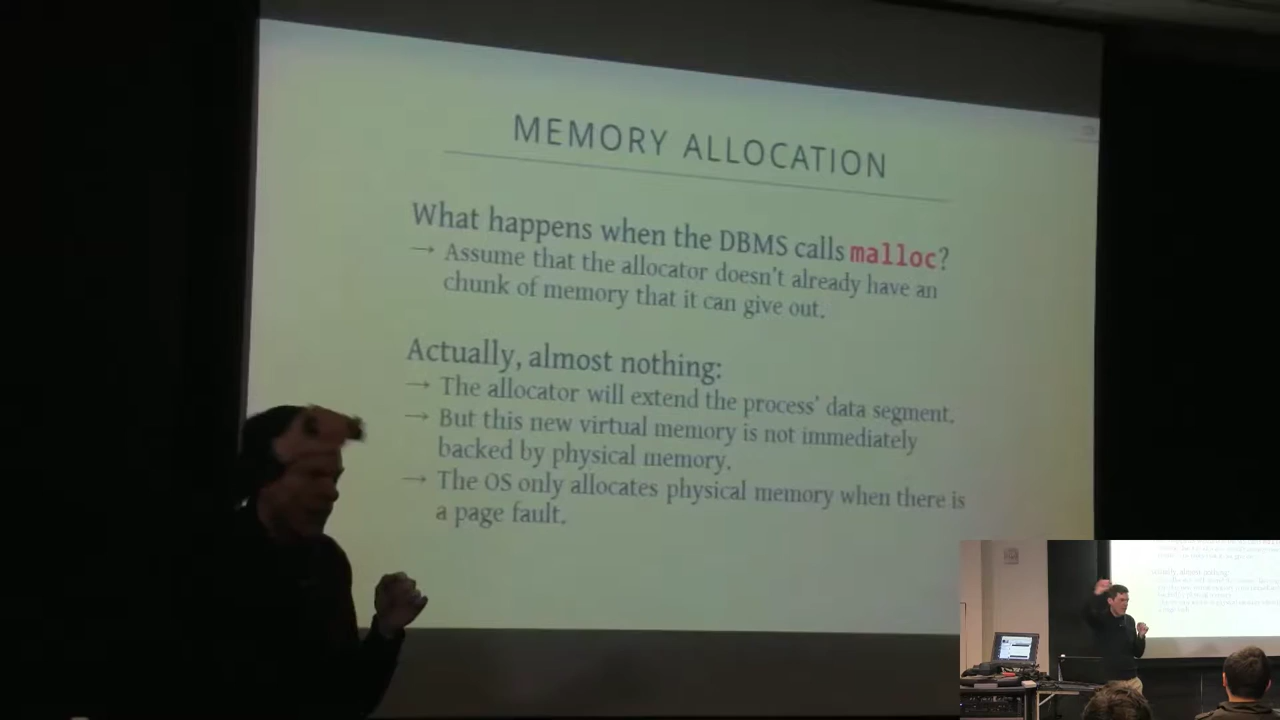 MEMORY ALLOCATION
What happens when the DBMS calls malloc?
→ Assume that the allocator doesn't already have an
chunk of memory that it can give out.
Actually, almost nothing:
→ The allocator will extend the process' data segment.
→ But this new virtual memory is not immediately
backed by physical memory.
→ The OS only allocates physical memory when there is
a page fault.